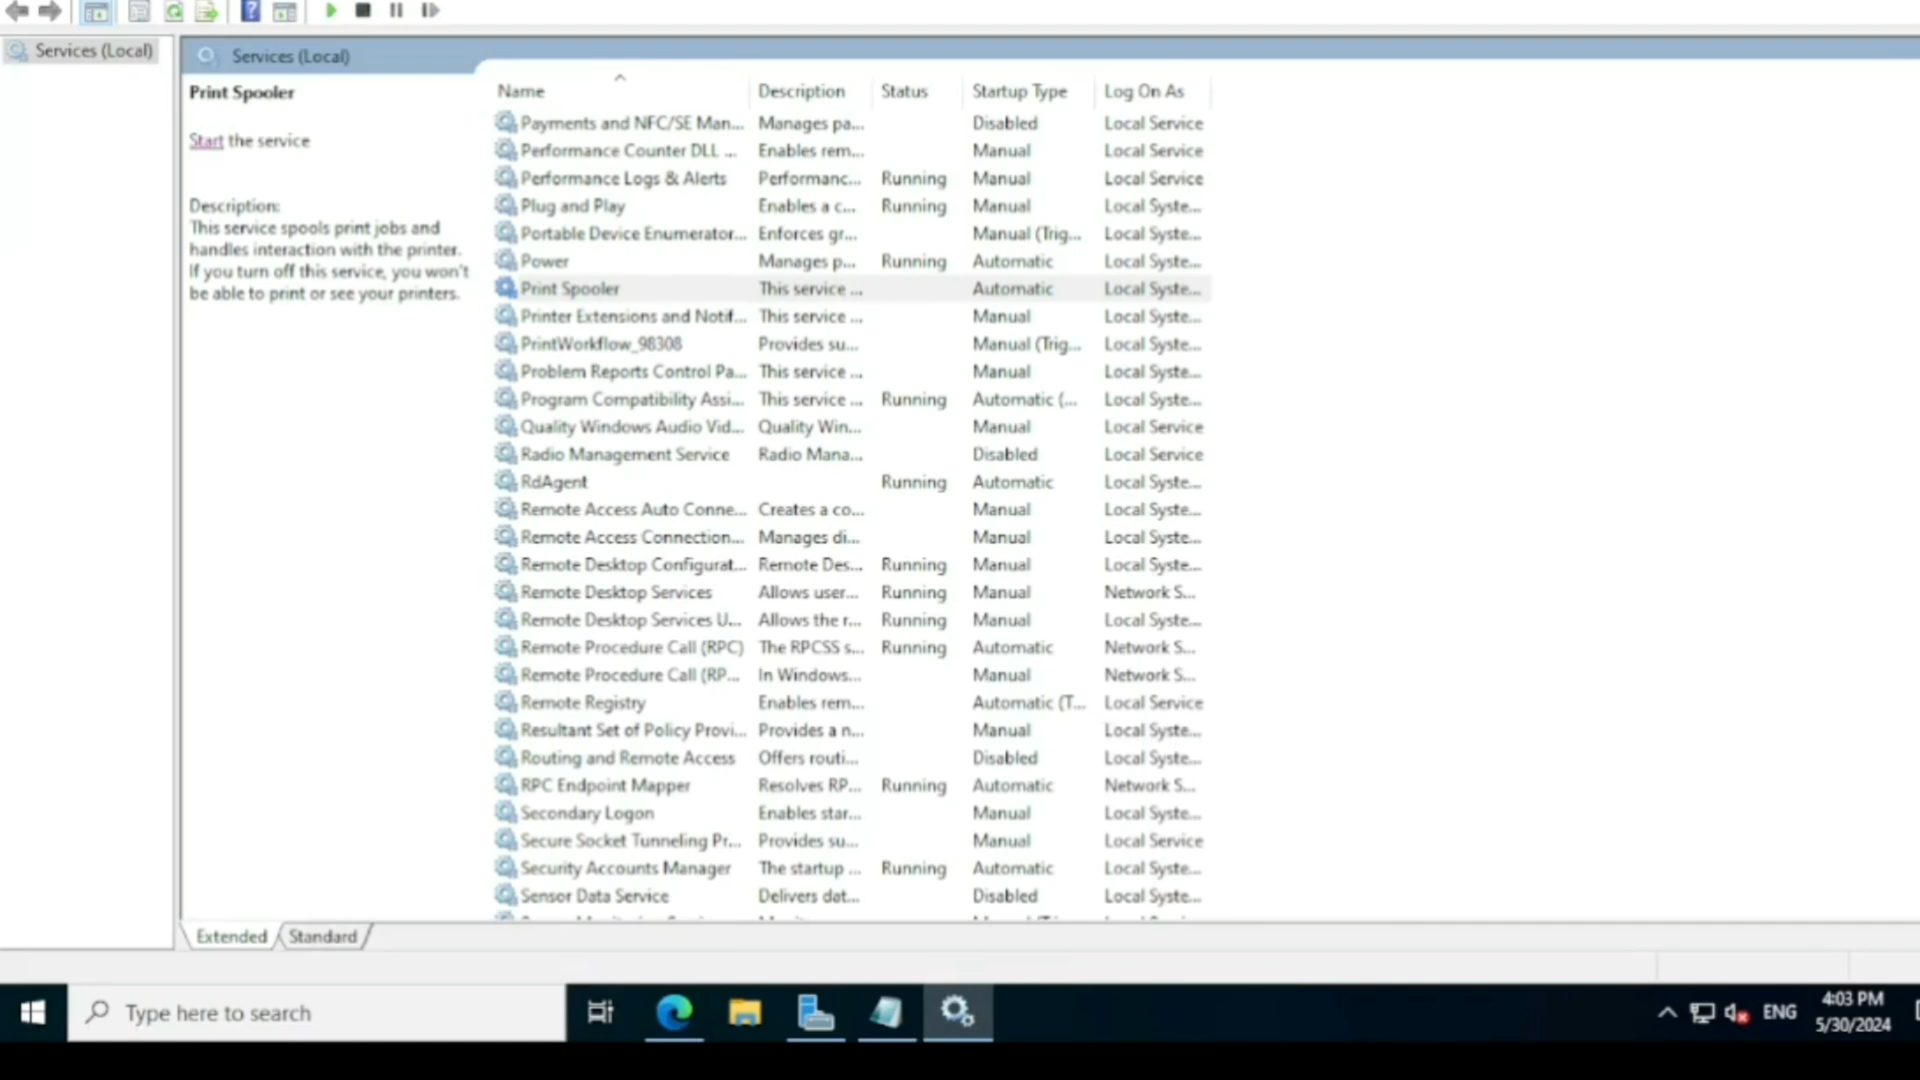 Services (Local)
Services (Local)
Print Spooler
Start the service
Description:
This service spools print jobs and
handles interaction with the printer.
If you turn off this service, you won't
be able to print or see your printers.
Name Description Status Startup Type Log On As
Payments and NFC/SE Man... Manages pa... Disabled Local Service
Performance Counter DLL ... Enables rem... Manual Local Service
Performance Logs & Alerts Performanc... Running Manual Local Service
Plug and Play Enables a c... Running Manual Local Syste...
Portable Device Enumerator... Enforces gr... Manual (Trig... Local Syste...
Power Manages p... Running Automatic Local Syste...
Print Spooler This service ... Automatic Local Syste...
Printer Extensions and Notif... This service ... Manual Local Syste...
PrintWorkflow_98308 Provides su... Manual (Trig... Local Syste...
Problem Reports Control Pa... This service ... Manual Local Syste...
Program Compatibility Assi... This service ... Running Automatic (... Local Syste...
Quality Windows Audio Vid... Quality Win... Manual Local Service
Radio Management Service Radio Mana... Disabled Local Service
RdAgent Running Automatic Local Syste...
Remote Access Auto Conne... Creates a co... Manual Local Syste...
Remote Access Connection... Manages di... Manual Local Syste...
Remote Desktop Configurat... Remote Des... Running Manual Local Syste...
Remote Desktop Services Allows user... Running Manual Network S...
Remote Desktop Services U... Allows the r... Running Manual Local Syste...
Remote Procedure Call (RPC) The RPCSS s... Running Automatic Network S...
Remote Procedure Call (RP... In Windows... Manual Network S...
Remote Registry Enables rem... Automatic (T... Local Service
Resultant Set of Policy Provi... Provides a n... Manual Local Syste...
Routing and Remote Access Offers routi... Disabled Local Syste...
RPC Endpoint Mapper Resolves RP... Running Automatic Network S...
Secondary Logon Enables star... Manual Local Syste...
Secure Socket Tunneling Pr... Provides su... Manual Local Service
Security Accounts Manager The startup ... Running Automatic Local Syste...
Sensor Data Service Delivers dat... Disabled Local Syste...
Extended Standard
Type here to search
ENG
4:03 PM
5/30/2024